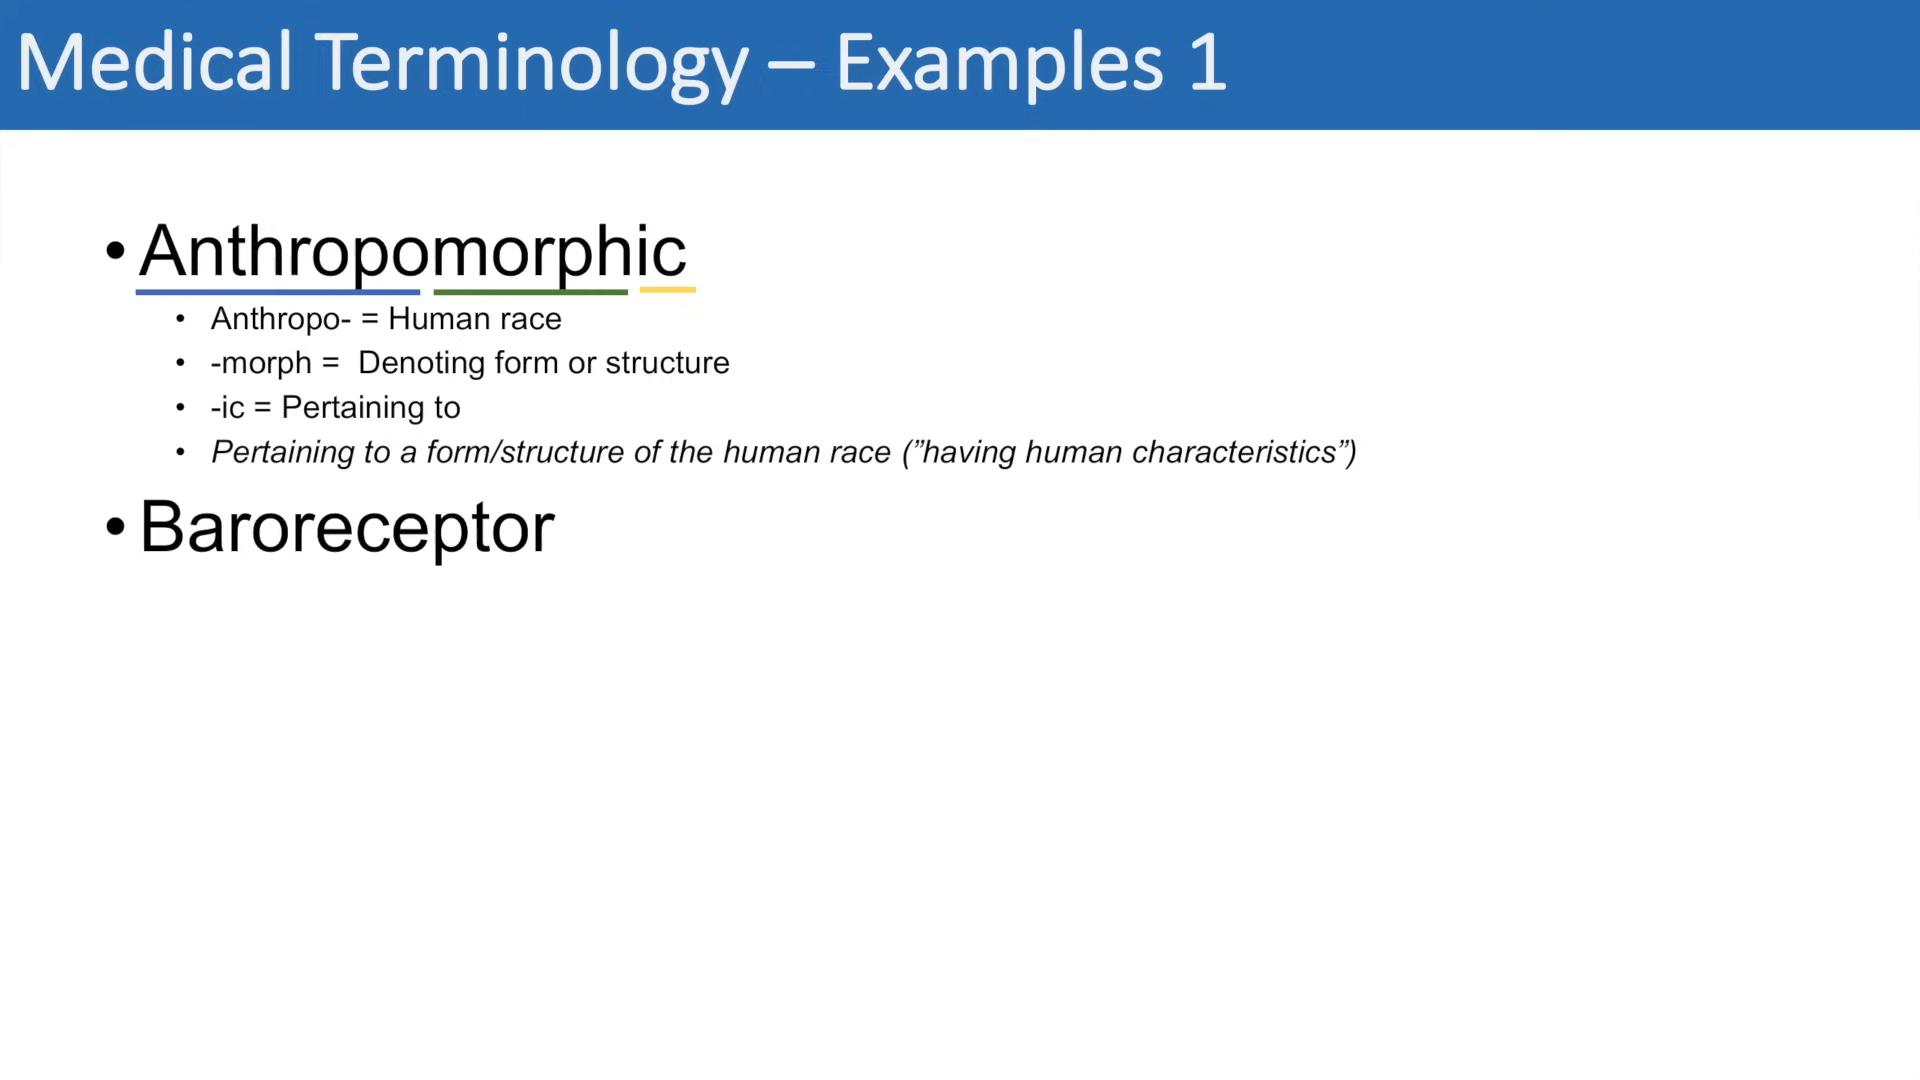 Medical Terminology – Examples 1
• Anthropomorphic
• Anthropo- = Human race
• -morph =  Denoting form or structure
• -ic = Pertaining to
• Pertaining to a form/structure of the human race (”having human characteristics”)
• Baroreceptor